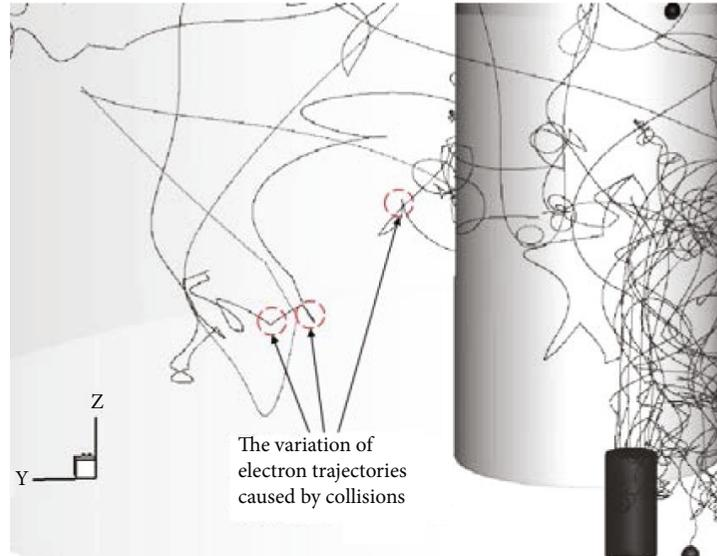 Z
Y
The variation of
electron trajectories
caused by collisions